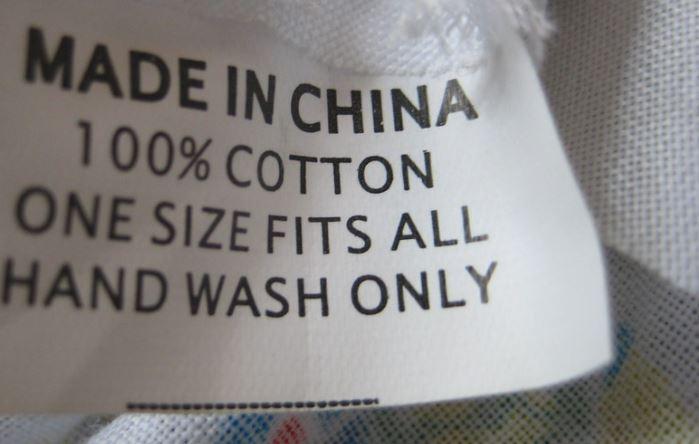 MADE IN CHINA
100% COTTON
ONE SIZE FITS ALL
HAND WASH ONLY